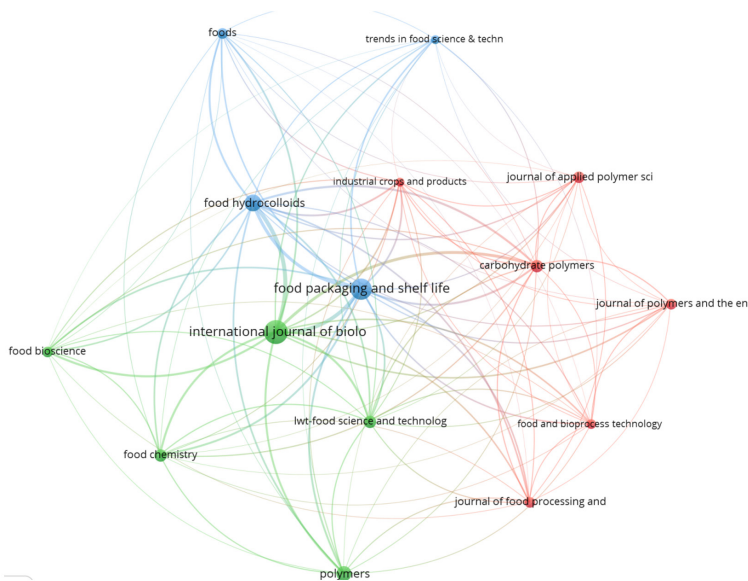 foods
trends in food science & techn
industrial crops and products
journal of applied polymer sci
food hydrocolloids
carbohydrate polymers
food packaging and shelf life
journal of polymers and the en
international journal of biolo
food bioscience
lwt-food science and technolog
food and bioprocess technology
food chemistry
journal of food processing and
polymers